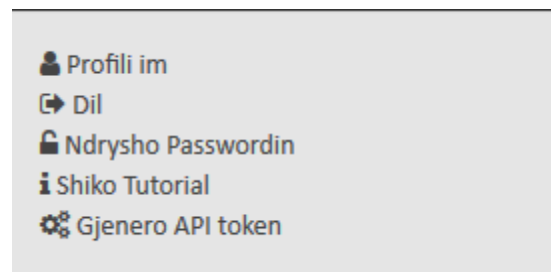 Profili im
Dil
Ndrysho Passwordin
Shiko Tutorial
Gjenero API token